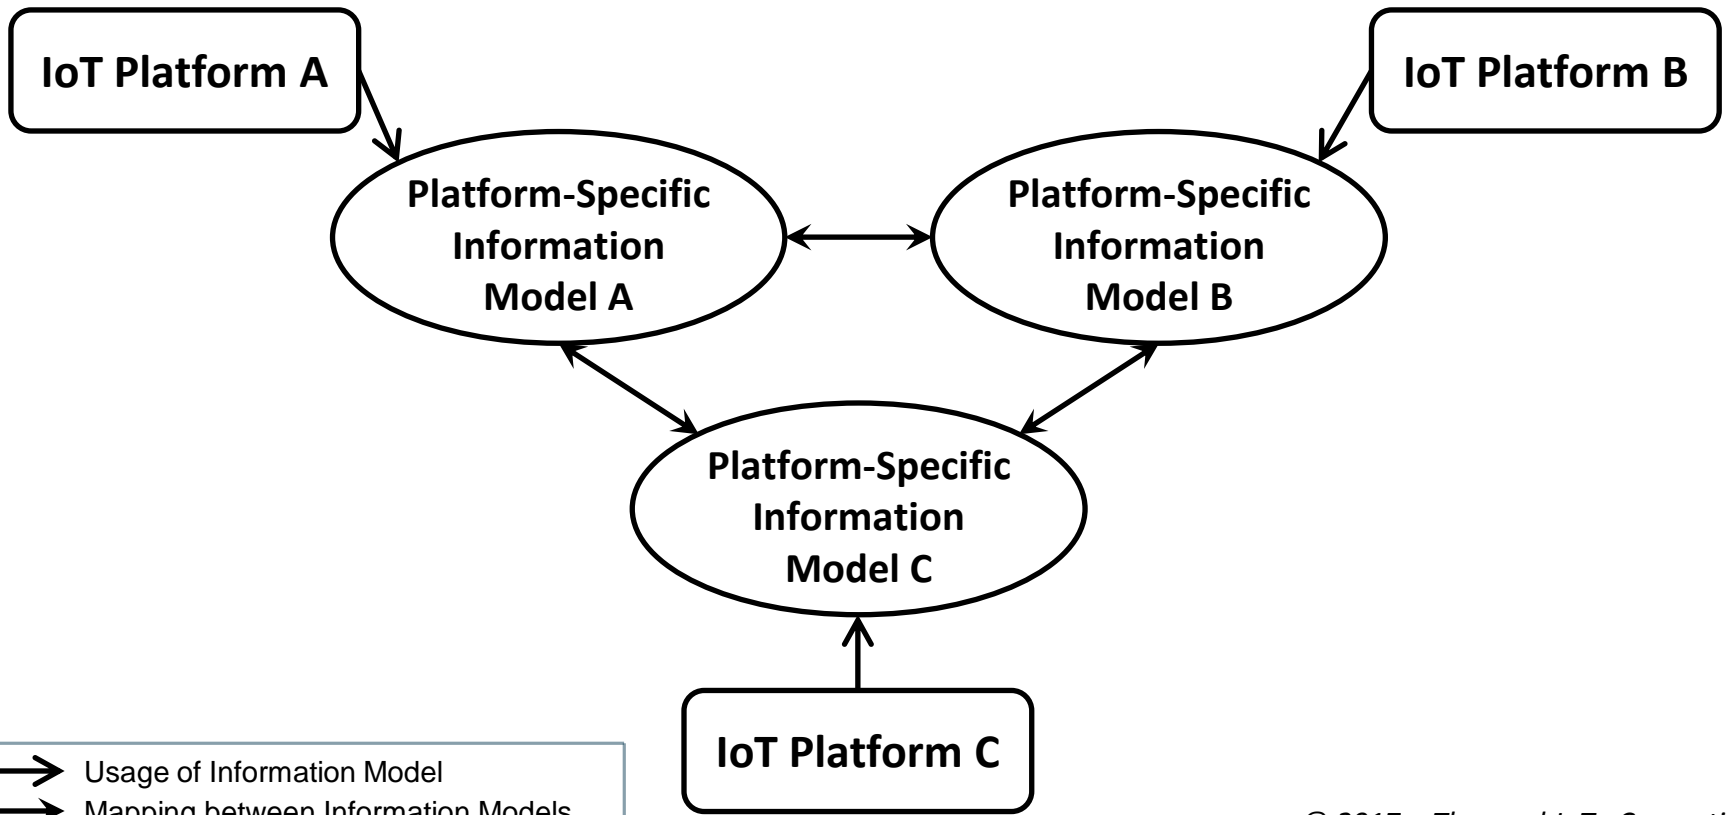 IoT Platform A
IoT Platform B
Platform-Specific
Information
Model A
Platform-Specific
Information
Model B
Platform-Specific
Information
Model C
IoT Platform C
Usage of Information Model
Mapping between Information Models
© 2017